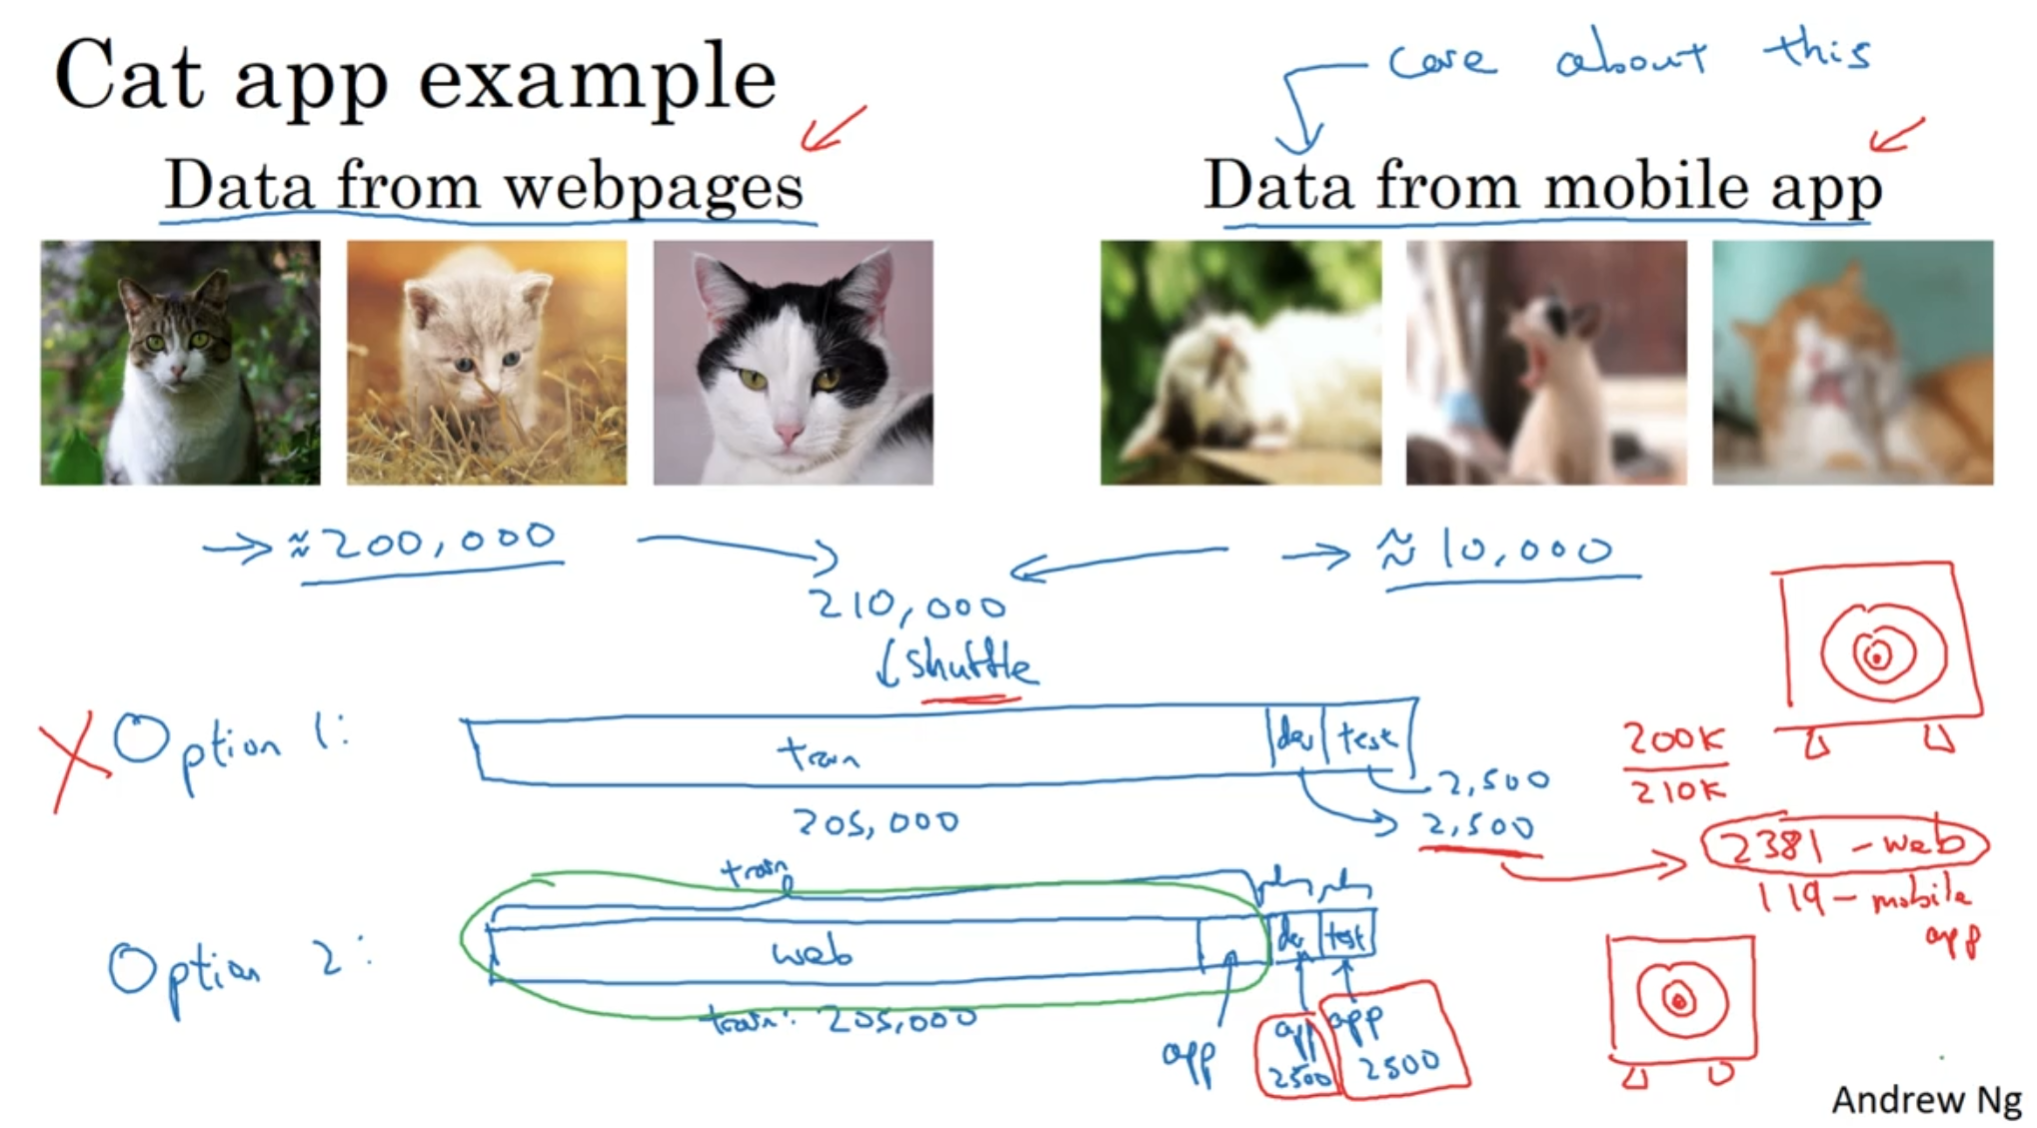 Cat app example
care about this
Data from webpages
Data from mobile app
→ ≈ 200,000
→ ≈ 10,000
210,000
↓ shuffle
X Option 1:
train
dev
test
205,000
2,500
2,500
200K
210K
2381 - web
119 - mobile
app
Option 2:
train
web
dev
test
train: 205,000
app
app
2500
app
2500
Andrew Ng